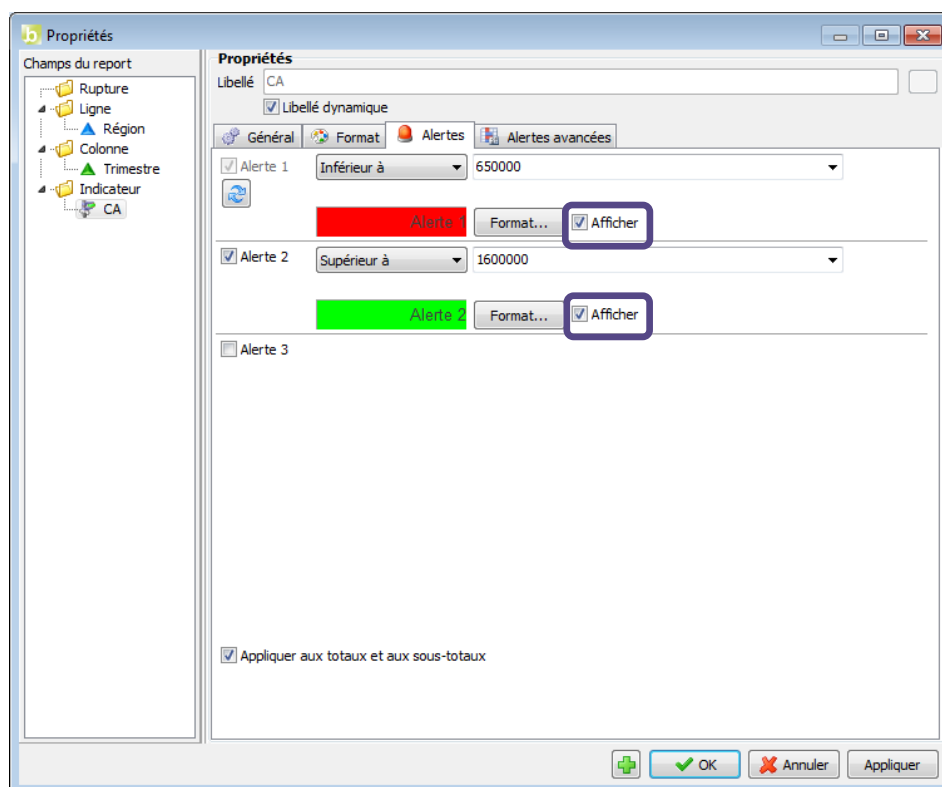 Propriétés
Champs du report
Rupture
Ligne
Région
Colonne
Trimestre
Indicateur
CA
Propriétés
Libellé CA
Libellé dynamique
Général Format Alertes Alertes avancées
Alerte 1 Inférieur à 650000
Alerte 1 Format... Afficher
Alerte 2 Supérieur à 1600000
Alerte 2 Format... Afficher
Alerte 3
Appliquer aux totaux et aux sous-totaux
OK Annuler Appliquer